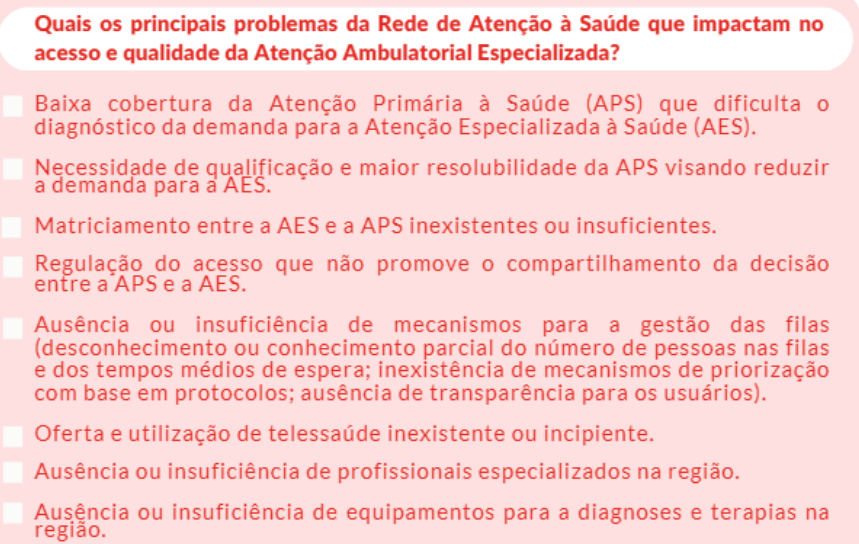 Quais os principais problemas da Rede de Atenção à Saúde que impactam no
acesso e qualidade da Atenção Ambulatorial Especializada?
Baixa cobertura da Atenção Primária à Saúde (APS) que dificulta o
diagnóstico da demanda para a Atenção Especializada à Saúde (AES).
Necessidade de qualificação e maior resolubilidade da APS visando reduzir
a demanda para a AES.
Matriciamento entre a AES e a APS inexistentes ou insuficientes.
Regulação do acesso que não promove o compartilhamento da decisão
entre a APS e a AES.
Ausência ou insuficiência de mecanismos para a gestão das filas
(desconhecimento ou conhecimento parcial do número de pessoas nas filas
e dos tempos médios de espera; inexistência de mecanismos de priorização
com base em protocolos; ausência de transparência para os usuários).
Oferta e utilização de telessaúde inexistente ou incipiente.
Ausência ou insuficiência de profissionais especializados na região.
Ausência ou insuficiência de equipamentos para a diagnoses e terapias na
região.